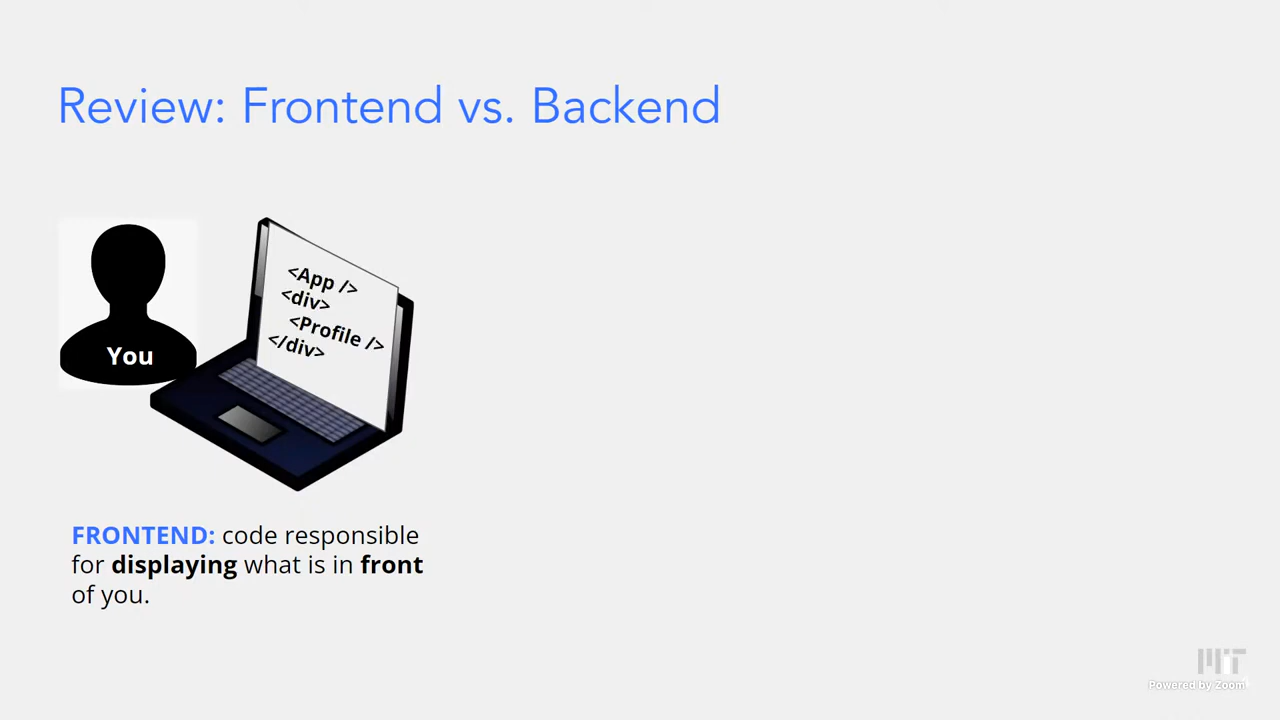 Review: Frontend vs. Backend
<App />
<div>
<Profile />
</div>
You
FRONTEND: code responsible
for displaying what is in front
of you.
MIT
Powered by Zoom